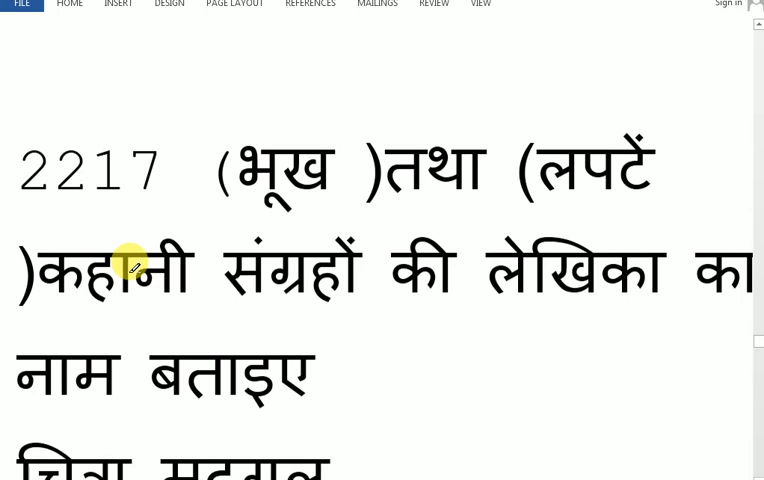 FILE HOME INSERT DESIGN PAGE LAYOUT REFERENCES MAILINGS REVIEW VIEW Sign in
2217 (भूख )तथा (लपटें
)कहानी संग्रहों की लेखिका का
नाम बताइए
चित्रा मुदगल